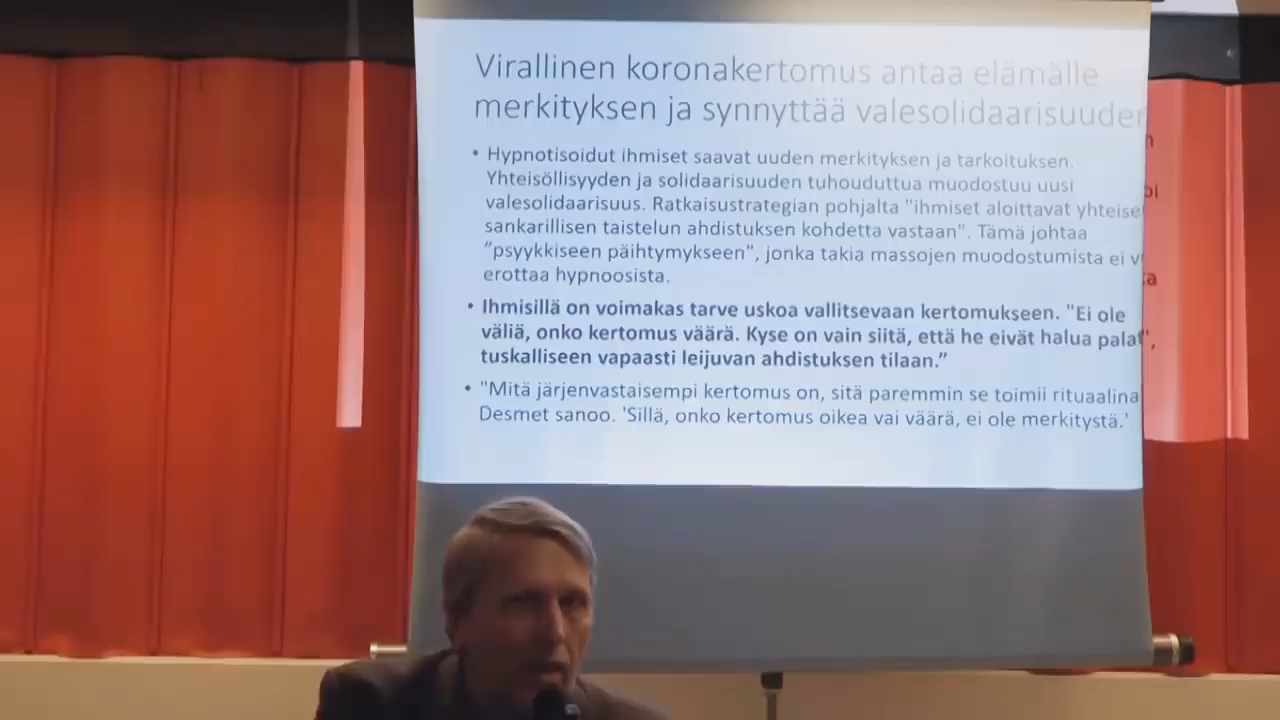 Virallinen koronakertomus antaa elämälle
merkityksen ja synnyttää valesolidaarisuuden
• Hypnotisoidut ihmiset saavat uuden merkityksen ja tarkoituksen.
Yhteisöllisyyden ja solidaarisuuden tuhouduttua muodostuu uusi
valesolidaarisuus. Ratkaisustrategian pohjalta "ihmiset aloittavat yhteise
sankarillisen taistelun ahdistuksen kohdetta vastaan". Tämä johtaa
"psyykkiseen päihtymykseen", jonka takia massojen muodostumista ei v
erottaa hypnoosista.
• Ihmisillä on voimakas tarve uskoa vallitsevaan kertomukseen. "Ei ole
väliä, onko kertomus väärä. Kyse on vain siitä, että he eivät halua palat
tuskalliseen vapaasti leijuvan ahdistuksen tilaan."
• "Mitä järjenvastaisempi kertomus on, sitä paremmin se toimii rituaalina
Desmet sanoo. 'Sillä, onko kertomus oikea vai väärä, ei ole merkitystä.'